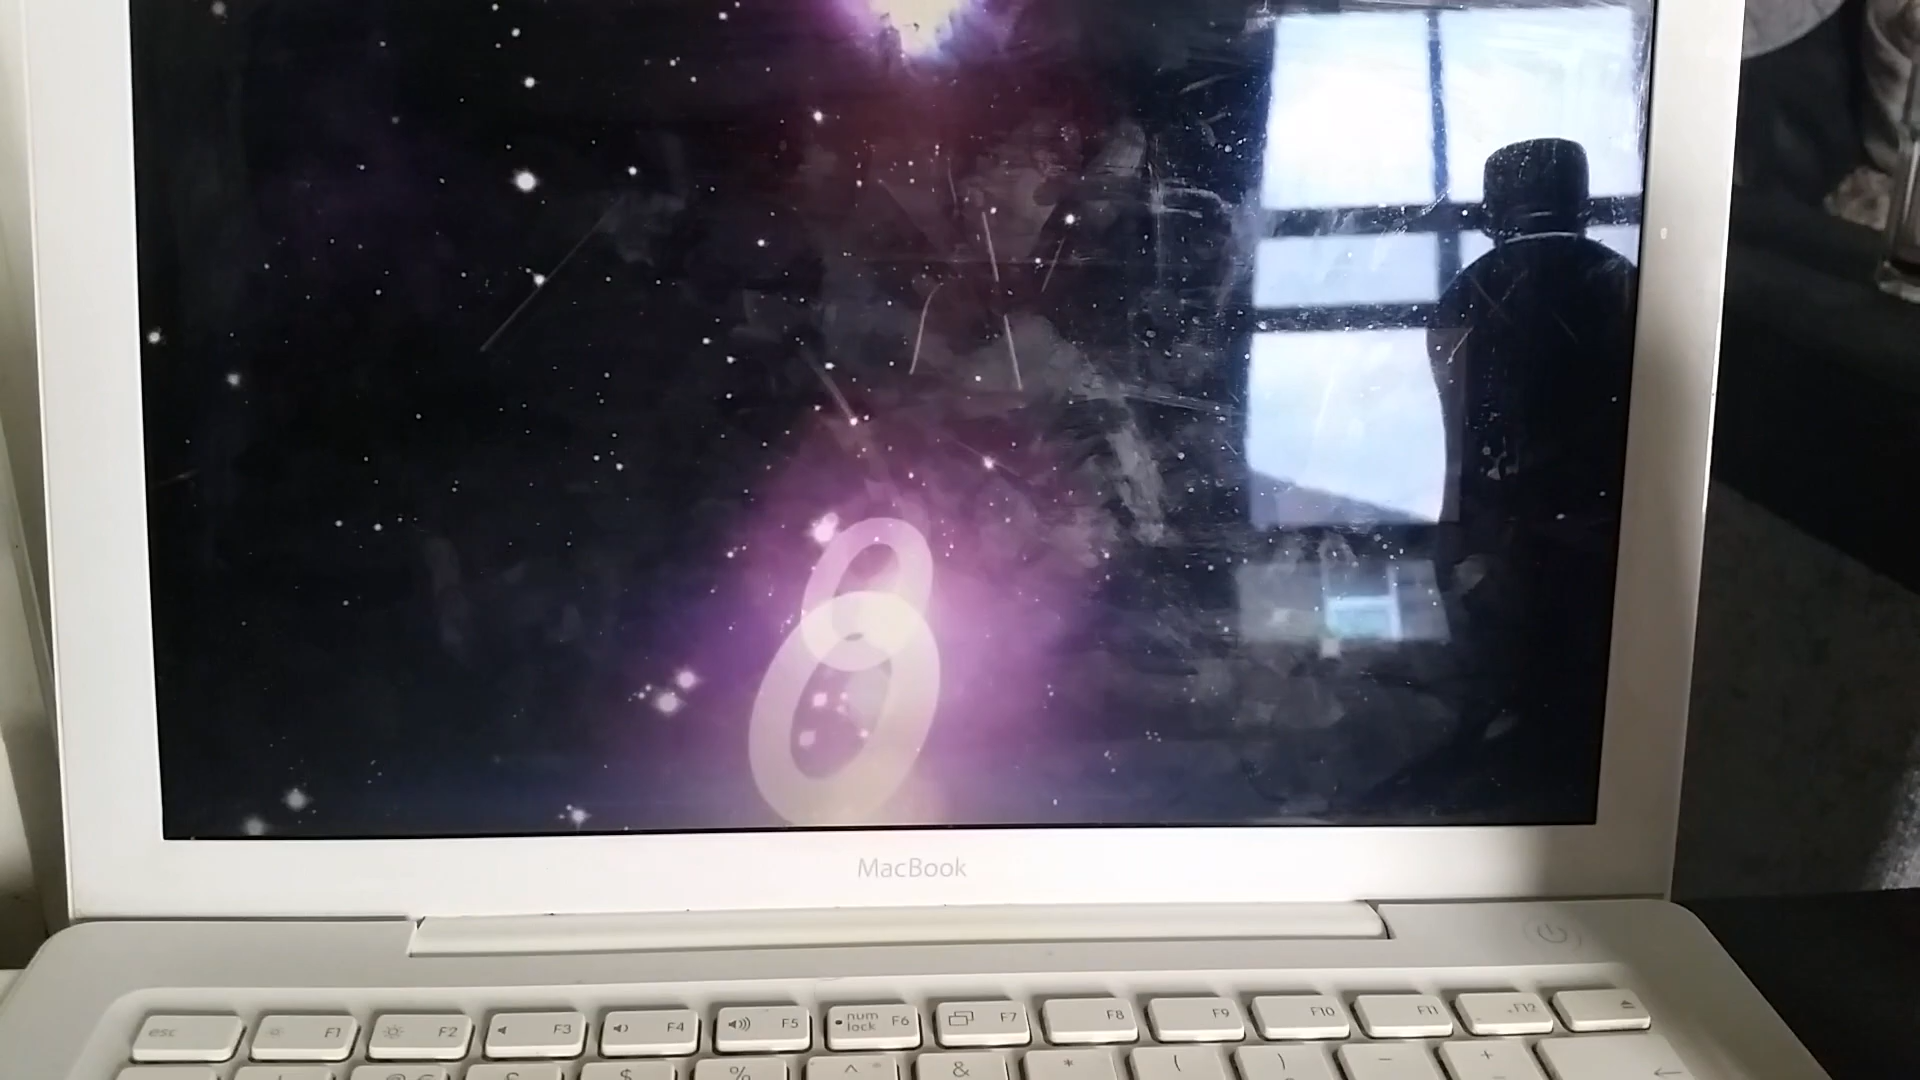 MacBook
esc F1 F2 F3 F4 F5 num lock F6 F7 F8 F9 F10 F11 F12
$ % ^ & * ( ) - +